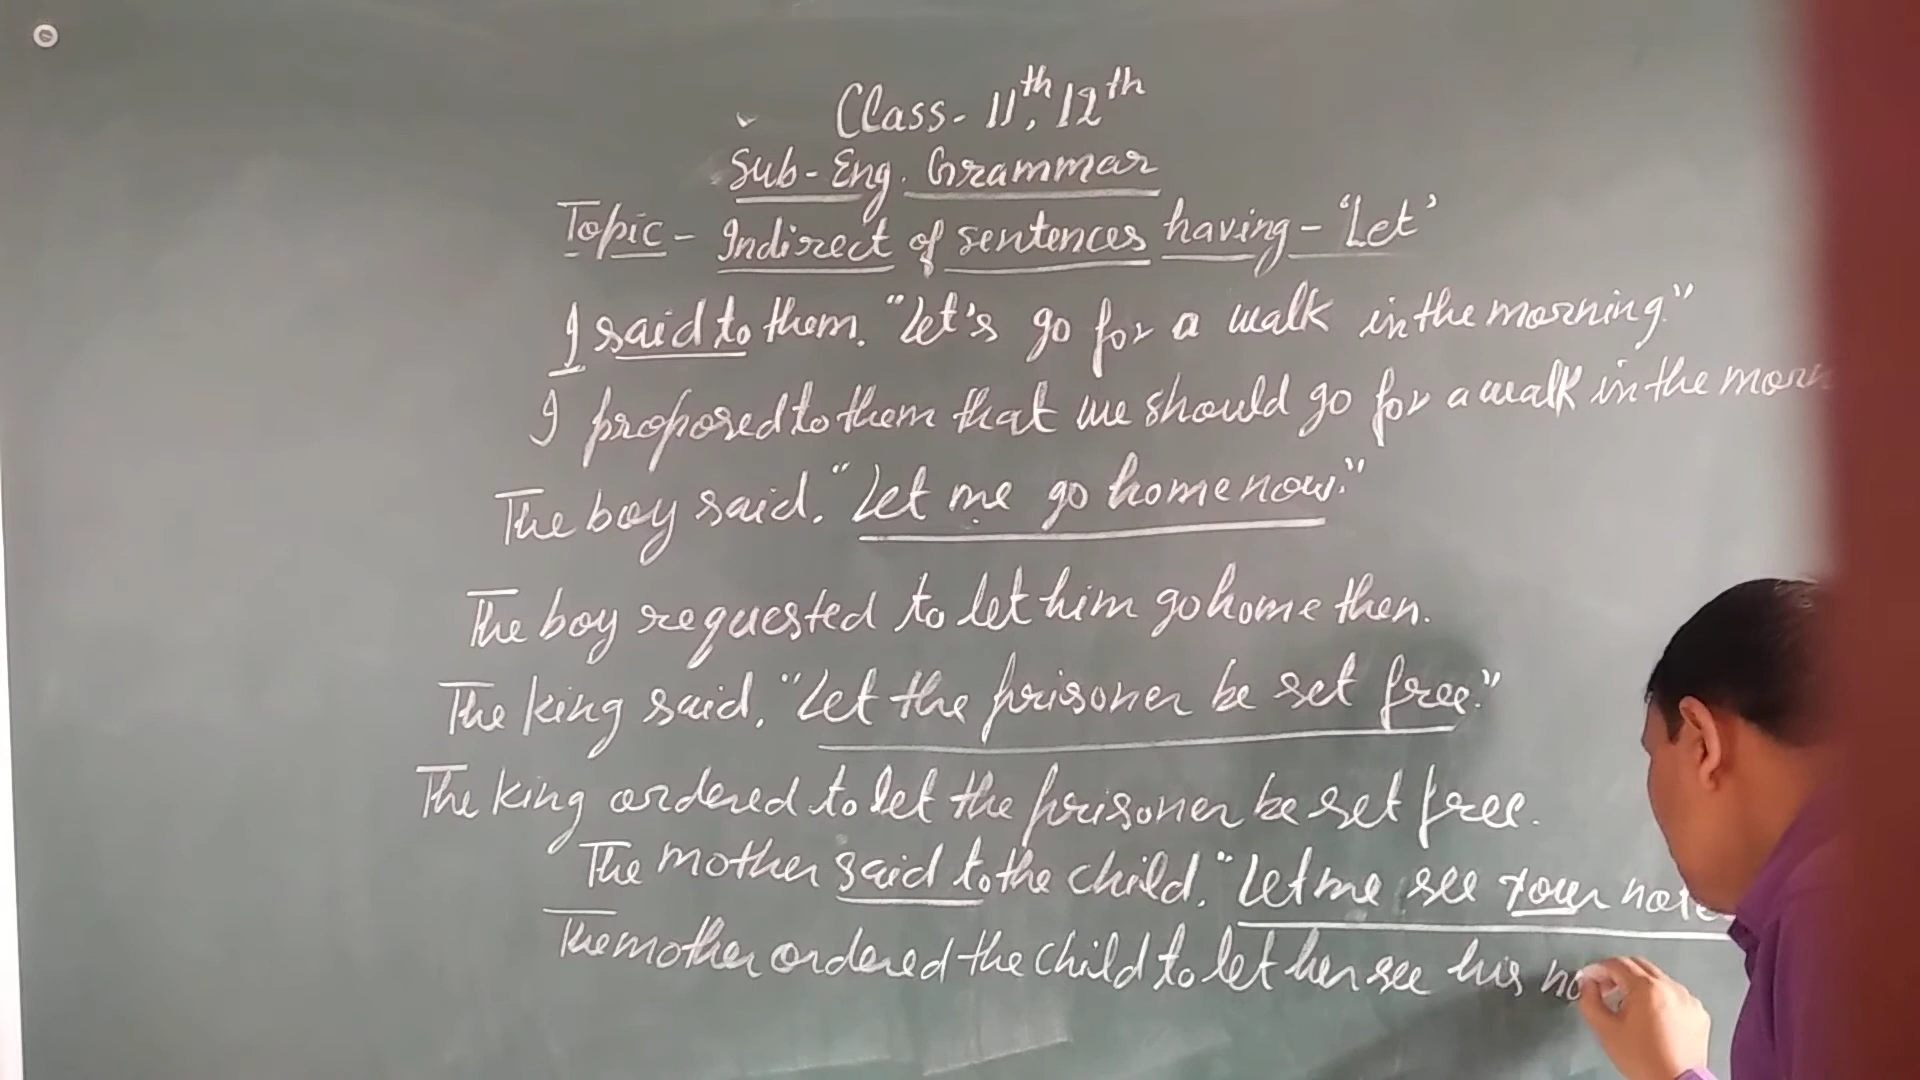 Class- 11th, 12th
Sub- Eng. Grammar
Topic - Indirect of sentences having - 'Let'
I said to them. "Let's go for a walk in the morning."
I proposed to them that we should go for a walk in the morn
The boy said. "Let me go home now."
The boy requested to let him go home then.
The king said. "Let the prisoner be set free."
The king ordered to let the prisoner be set free.
The mother said to the child. "Let me see your note
The mother ordered the child to let her see his no